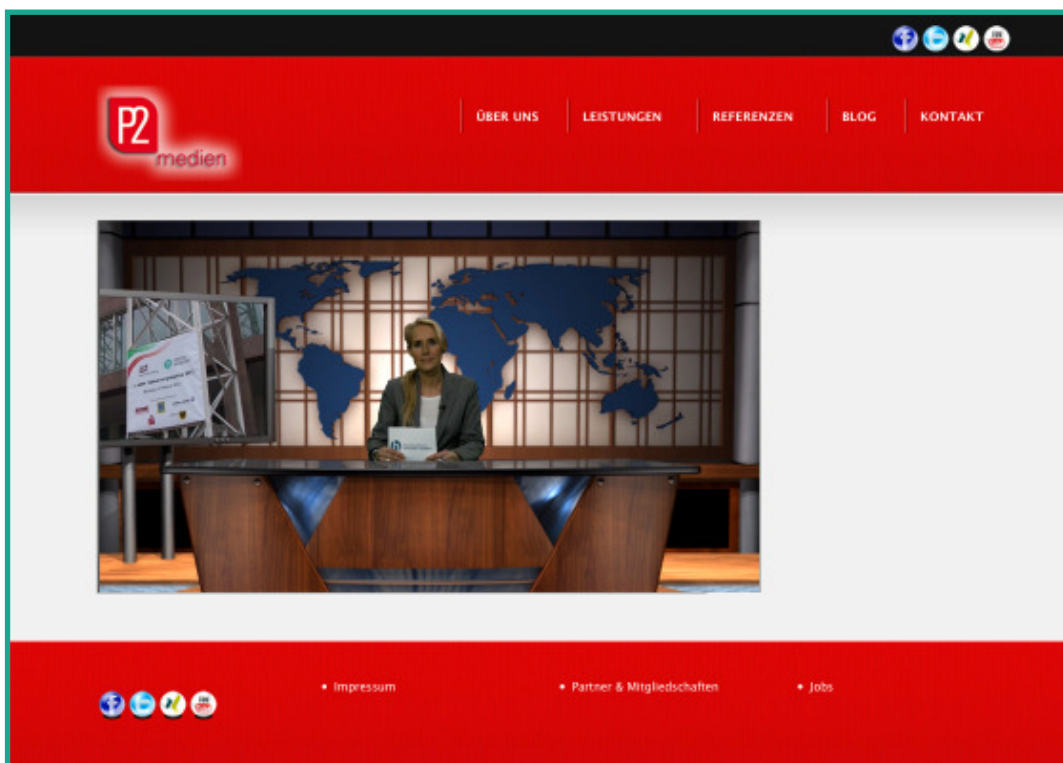 P2
medien
ÜBER UNS
LEISTUNGEN
REFERENZEN
BLOG
KONTAKT
Impressum
Partner & Mitgliedschaften
Jobs